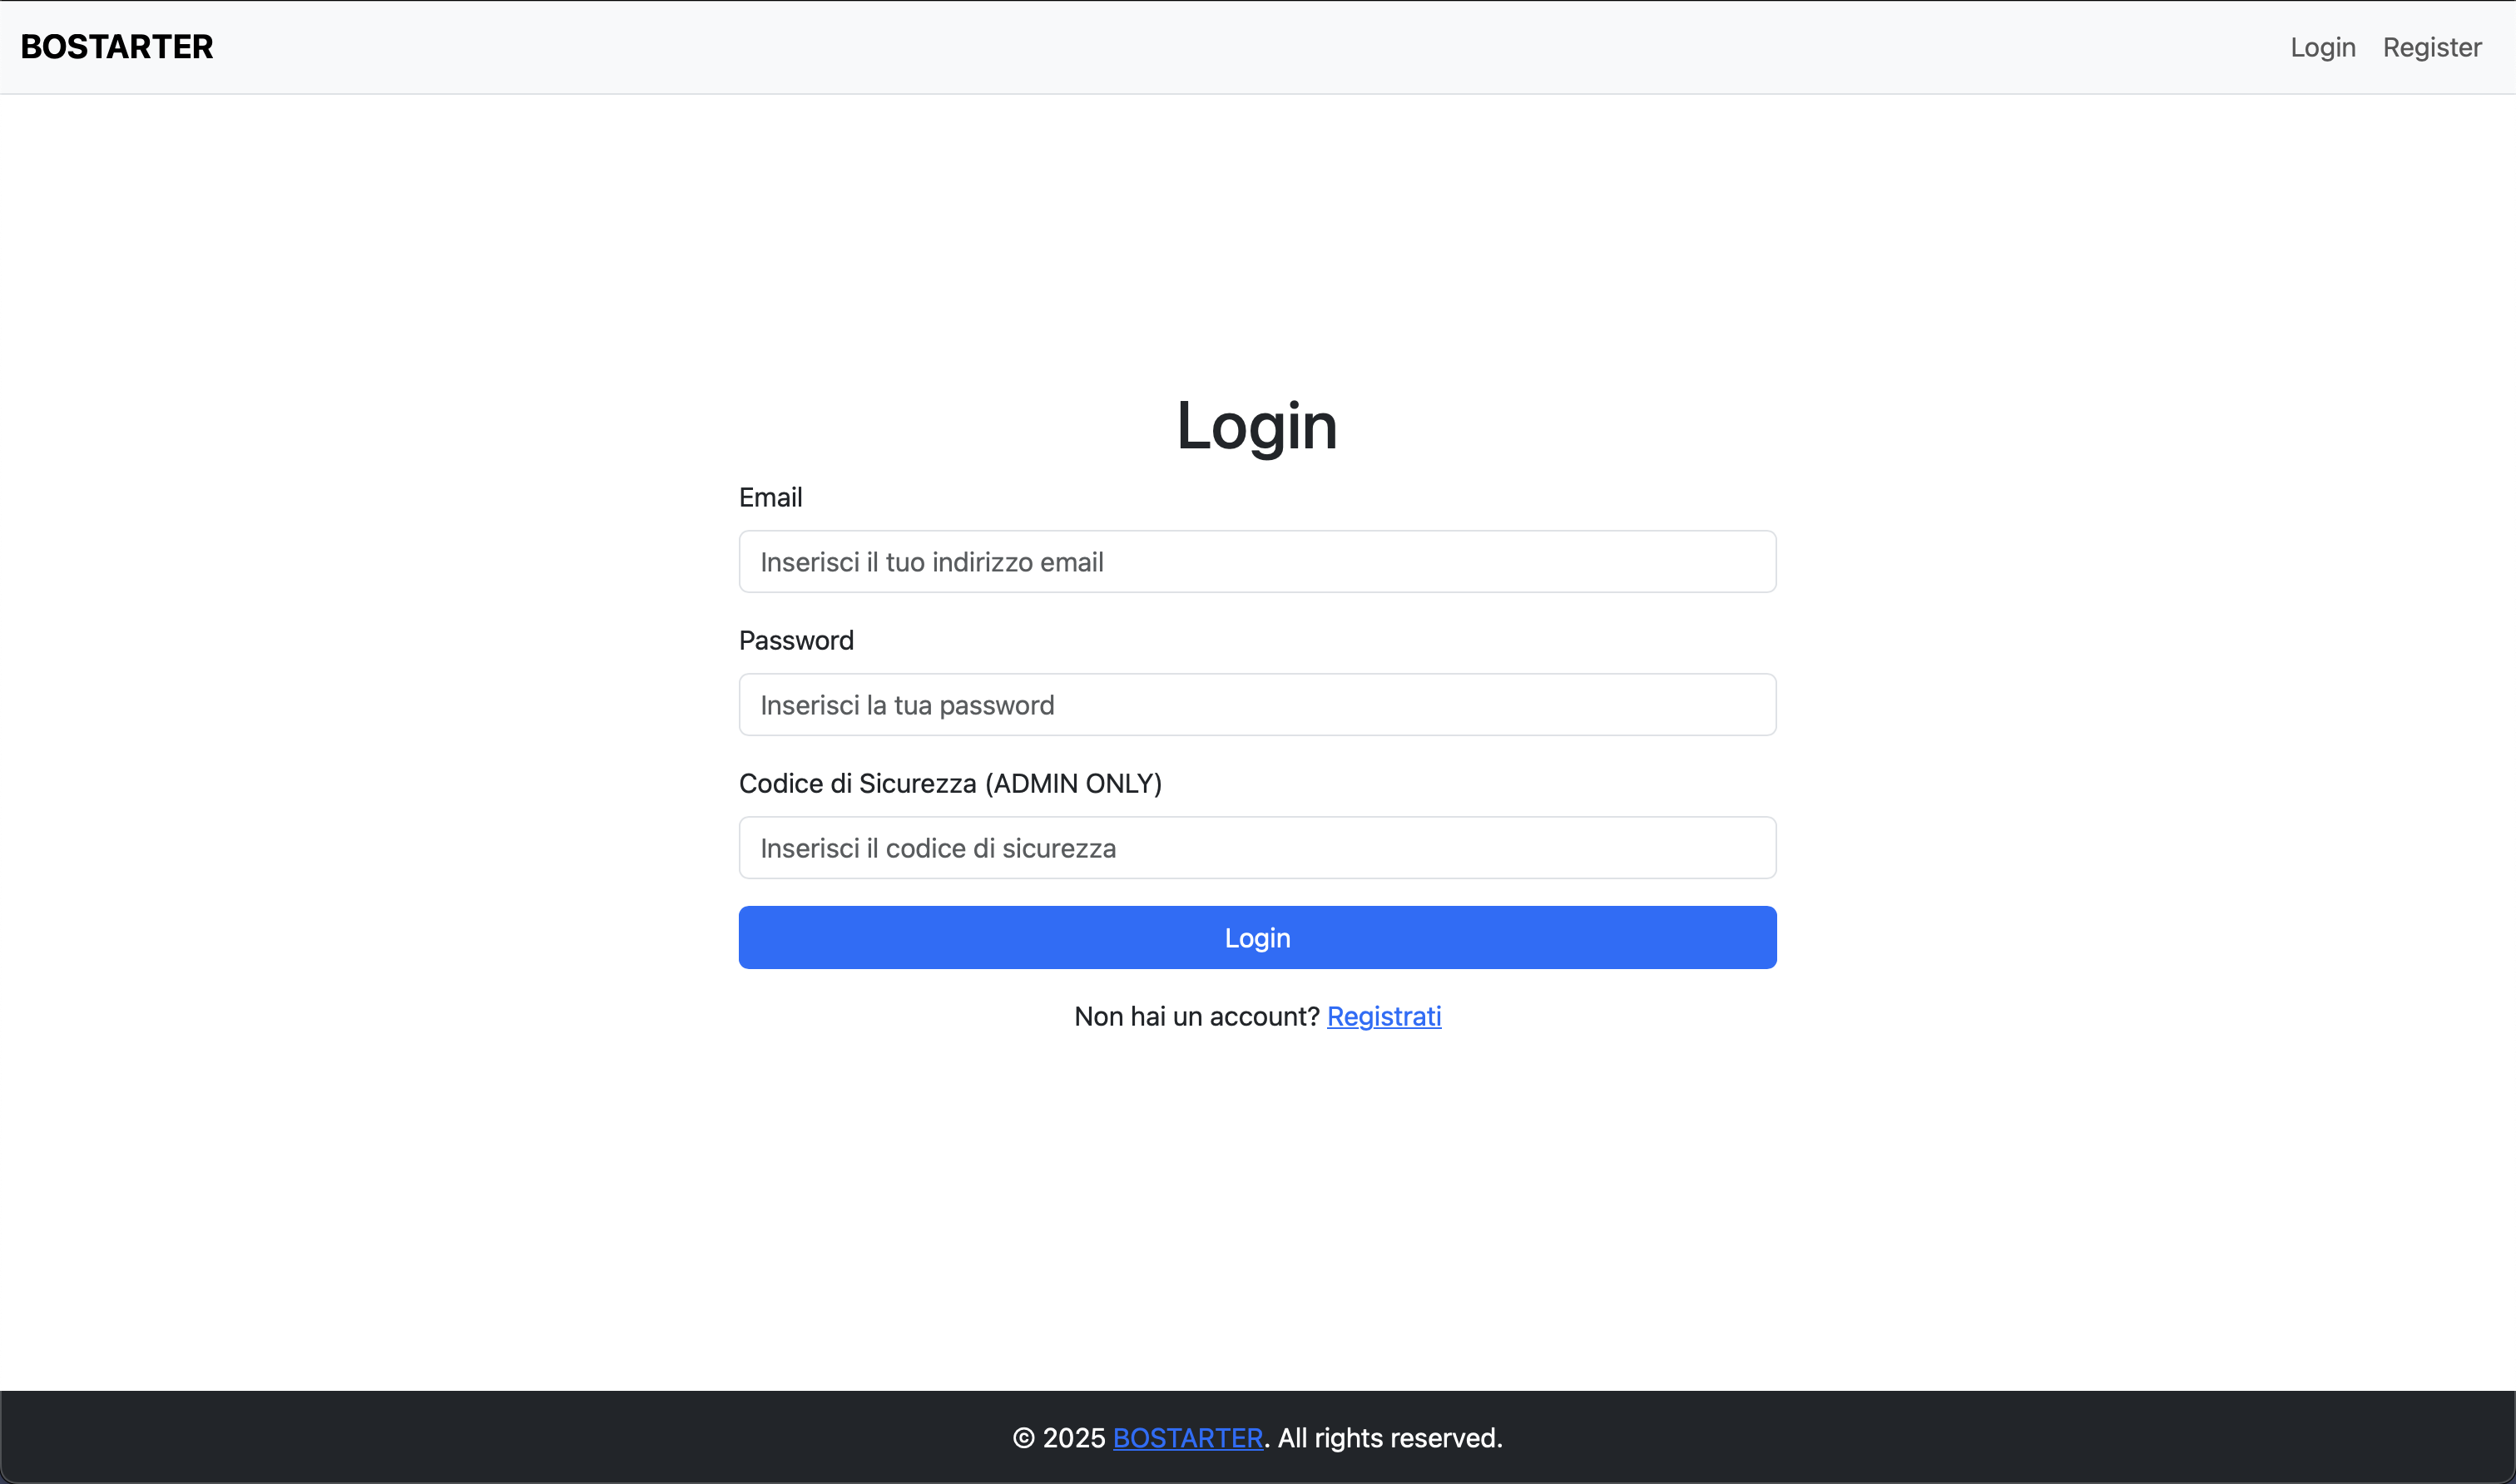 BOSTARTER
Login Register
Login
Email
Inserisci il tuo indirizzo email
Password
Inserisci la tua password
Codice di Sicurezza (ADMIN ONLY)
Inserisci il codice di sicurezza
Login
Non hai un account? Registrati
© 2025 BOSTARTER. All rights reserved.